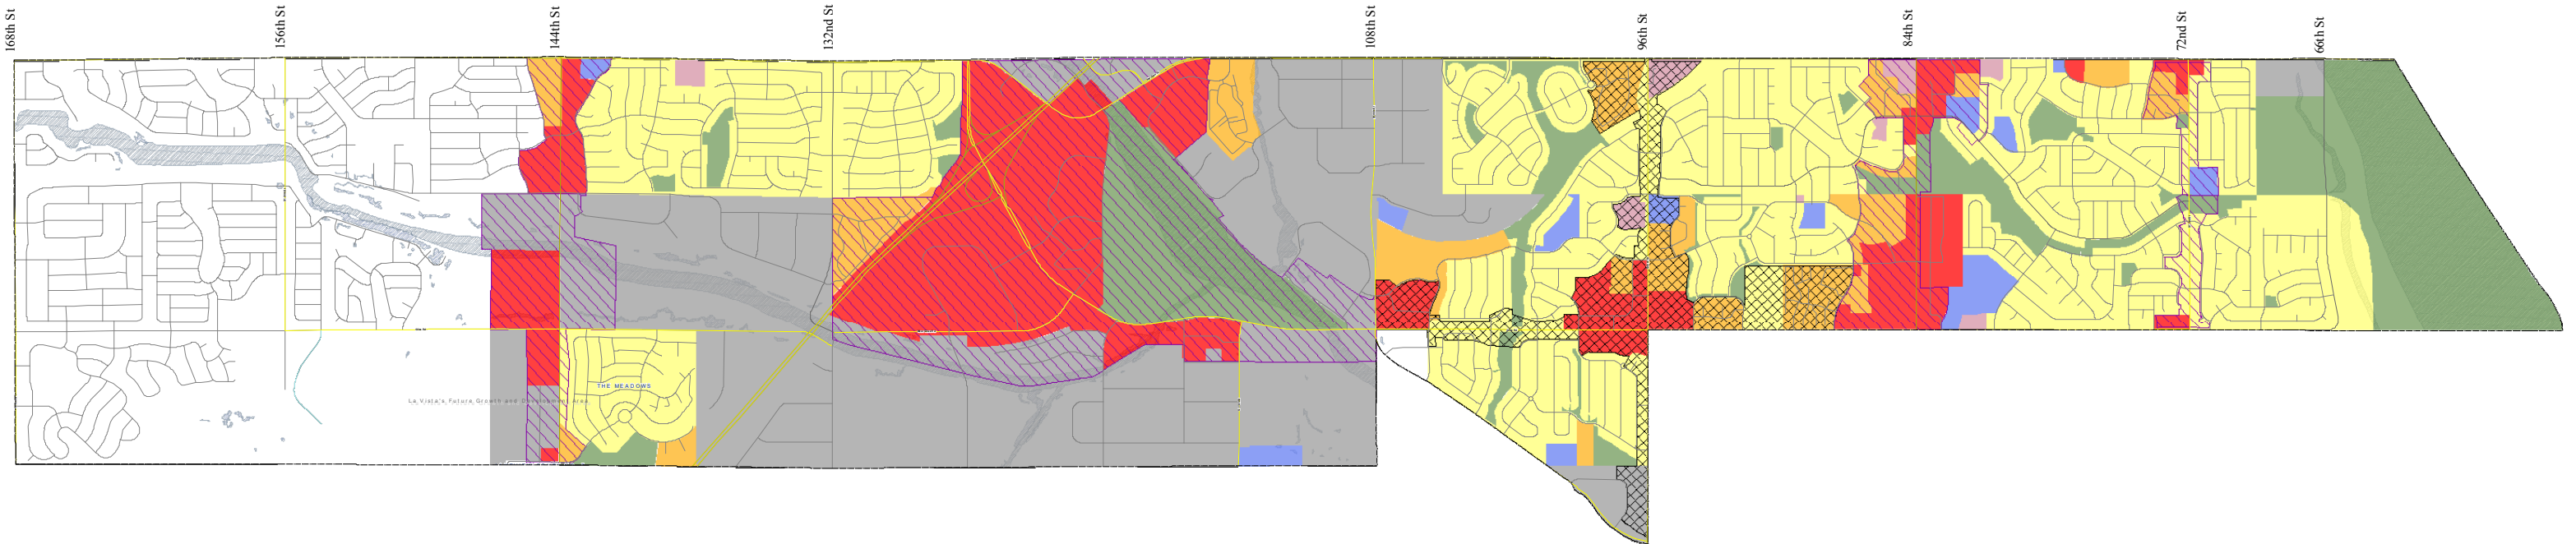 168th St
156th St
144th St
132nd St
108th St
96th St
84th St
72nd St
66th St
THE MEADOWS
La Vista's Future Growth and Development Area